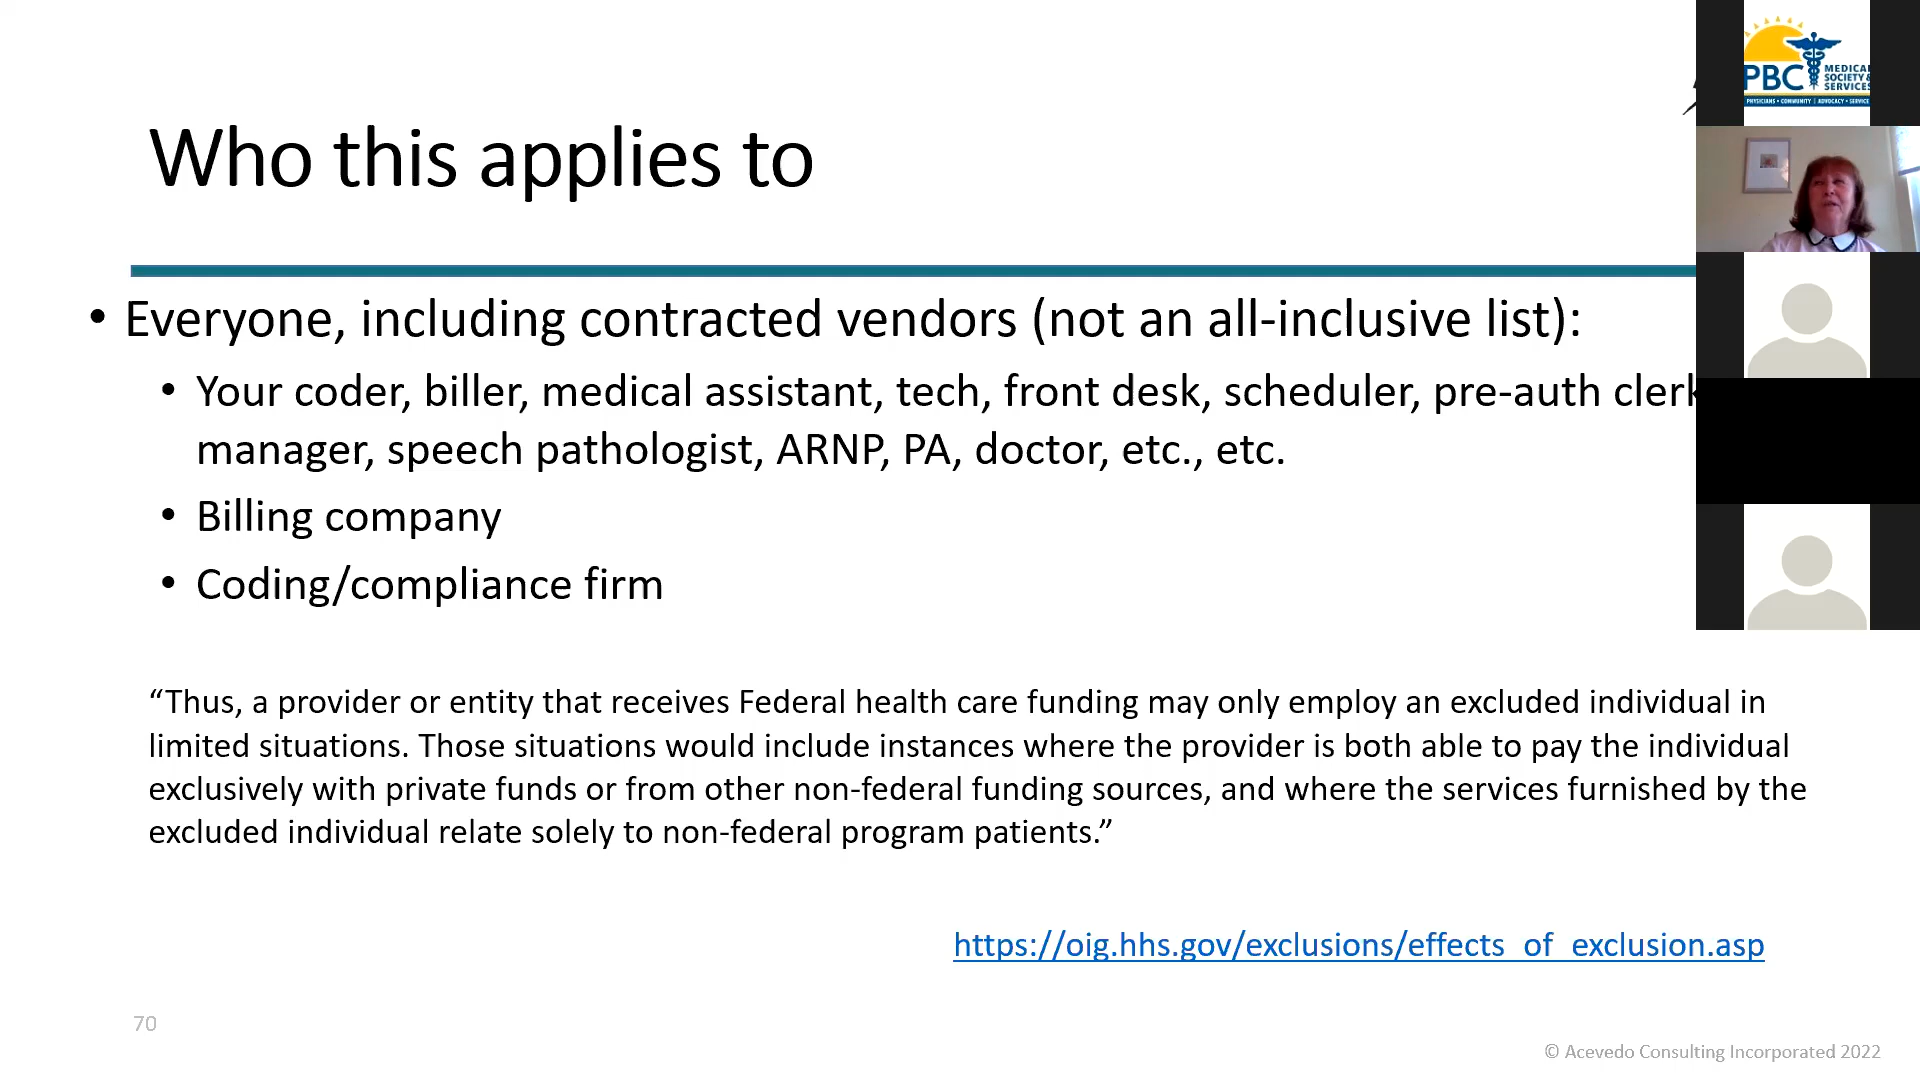 Who this applies to
• Everyone, including contracted vendors (not an all-inclusive list):
• Your coder, biller, medical assistant, tech, front desk, scheduler, pre-auth clerk
manager, speech pathologist, ARNP, PA, doctor, etc., etc.
• Billing company
• Coding/compliance firm
“Thus, a provider or entity that receives Federal health care funding may only employ an excluded individual in
limited situations. Those situations would include instances where the provider is both able to pay the individual
exclusively with private funds or from other non-federal funding sources, and where the services furnished by the
excluded individual relate solely to non-federal program patients.”
https://oig.hhs.gov/exclusions/effects_of_exclusion.asp
70
© Acevedo Consulting Incorporated 2022
PBC MEDICAL
SOCIETY &
SERVICES
PHYSICIANS • COMMUNITY | ADVOCACY • SERVICE